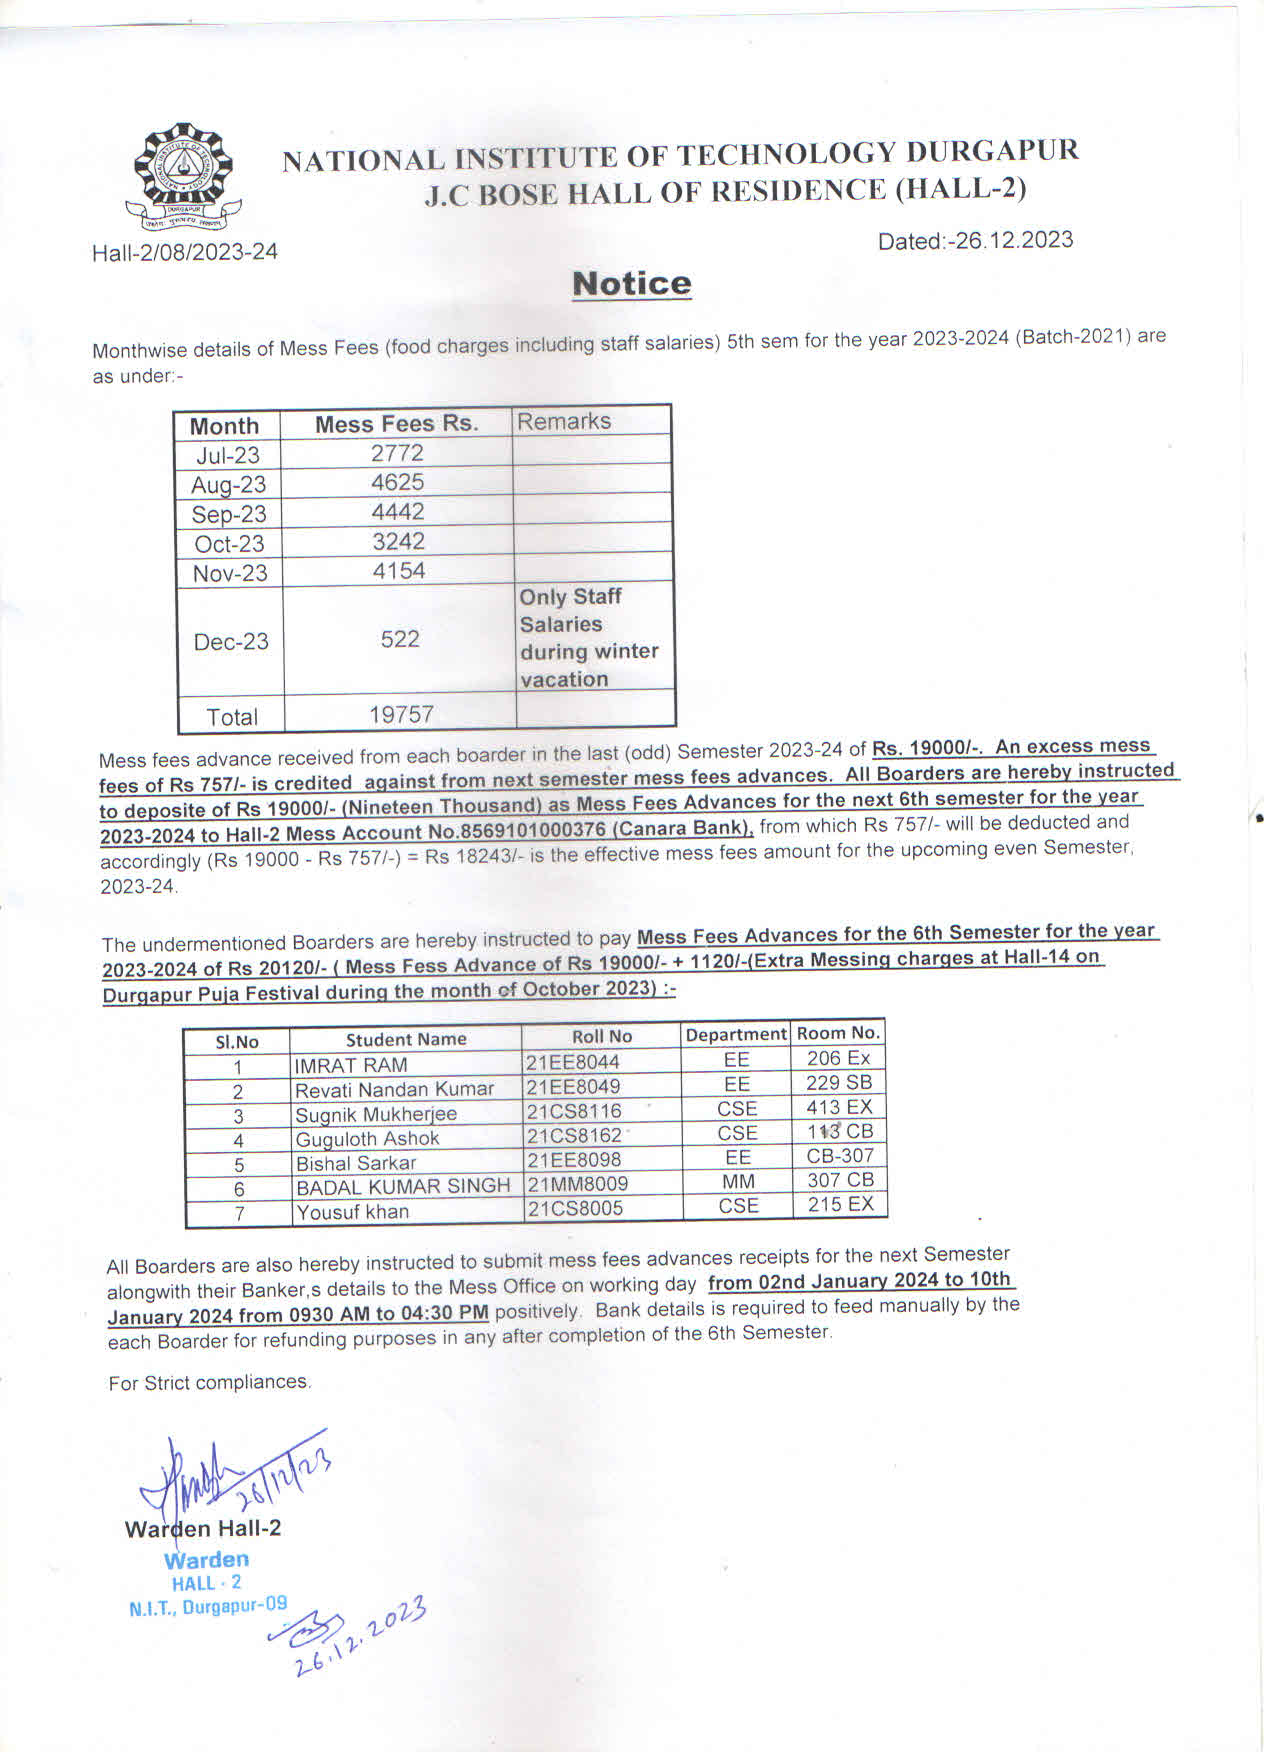 NATIONAL INSTITUTE OF TECHNOLOGY DURGAPUR
J.C BOSE HALL OF RESIDENCE (HALL-2)
DURGAPUR
Hall-2/08/2023-24 Dated:-26.12.2023
Notice
Monthwise details of Mess Fees (food charges including staff salaries) 5th sem for the year 2023-2024 (Batch-2021) are
as under:-
Month Mess Fees Rs. Remarks
Jul-23 2772
Aug-23 4625
Sep-23 4442
Oct-23 3242
Nov-23 4154
Dec-23 522 Only Staff
Salaries
during winter
vacation
Total 19757
Mess fees advance received from each boarder in the last (odd) Semester 2023-24 of Rs. 19000/-. An excess mess
fees of Rs 757/- is credited against from next semester mess fees advances. All Boarders are hereby instructed
to deposite of Rs 19000/- (Nineteen Thousand) as Mess Fees Advances for the next 6th semester for the year
2023-2024 to Hall-2 Mess Account No.8569101000376 (Canara Bank), from which Rs 757/- will be deducted and
accordingly (Rs 19000 - Rs 757/-) = Rs 18243/- is the effective mess fees amount for the upcoming even Semester,
2023-24.
The undermentioned Boarders are hereby instructed to pay Mess Fees Advances for the 6th Semester for the year
2023-2024 of Rs 20120/- ( Mess Fess Advance of Rs 19000/- + 1120/-(Extra Messing charges at Hall-14 on
Durgapur Puja Festival during the month of October 2023) :-
Sl.No Student Name Roll No Department Room No.
1 IMRAT RAM 21EE8044 EE 206 Ex
2 Revati Nandan Kumar 21EE8049 EE 229 SB
3 Sugnik Mukherjee 21CS8116 CSE 413 EX
4 Guguloth Ashok 21CS8162 CSE 113 CB
5 Bishal Sarkar 21EE8098 EE CB-307
6 BADAL KUMAR SINGH 21MM8009 MM 307 CB
7 Yousuf khan 21CS8005 CSE 215 EX
All Boarders are also hereby instructed to submit mess fees advances receipts for the next Semester
alongwith their Banker,s details to the Mess Office on working day from 02nd January 2024 to 10th
January 2024 from 0930 AM to 04:30 PM positively. Bank details is required to feed manually by the
each Boarder for refunding purposes in any after completion of the 6th Semester.
For Strict compliances.
26/12/23
Warden Hall-2
Warden
HALL - 2
N.I.T., Durgapur-09
26.12.2023